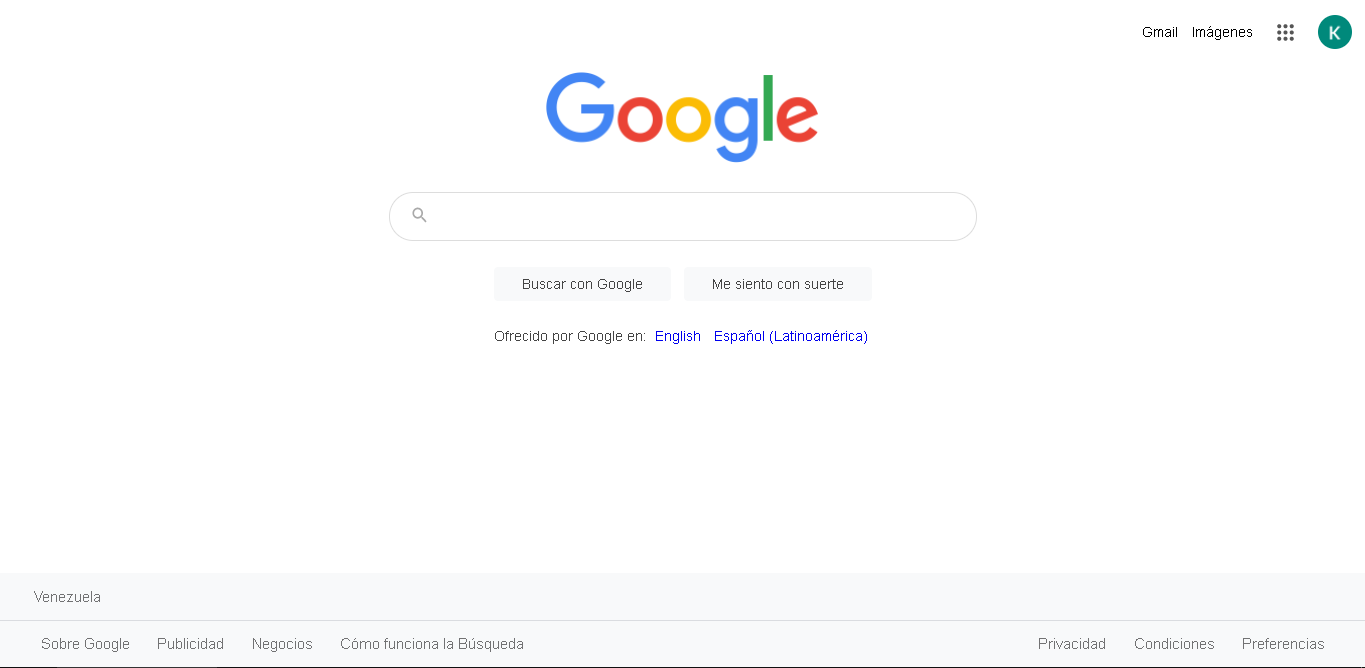 Gmail Imágenes K
Google
Buscar con Google Me siento con suerte
Ofrecido por Google en: English Español (Latinoamérica)
Venezuela
Sobre Google Publicidad Negocios Cómo funciona la Búsqueda Privacidad Condiciones Preferencias